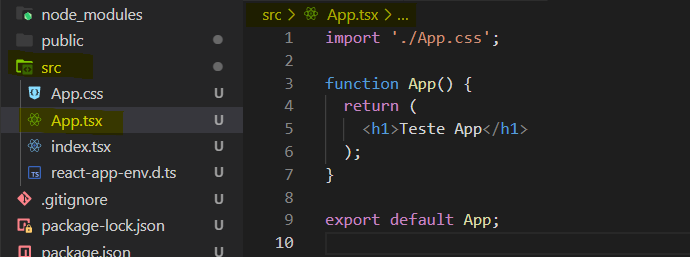 node_modules
public
src
App.css U
App.tsx U
index.tsx U
TS react-app-env.d.ts U
.gitignore U
package-lock.json U
package.json U
src > App.tsx > ...
1 import './App.css';
2
3 function App() {
4 return (
5 <h1>Teste App</h1>
6 );
7 }
8
9 export default App;
10